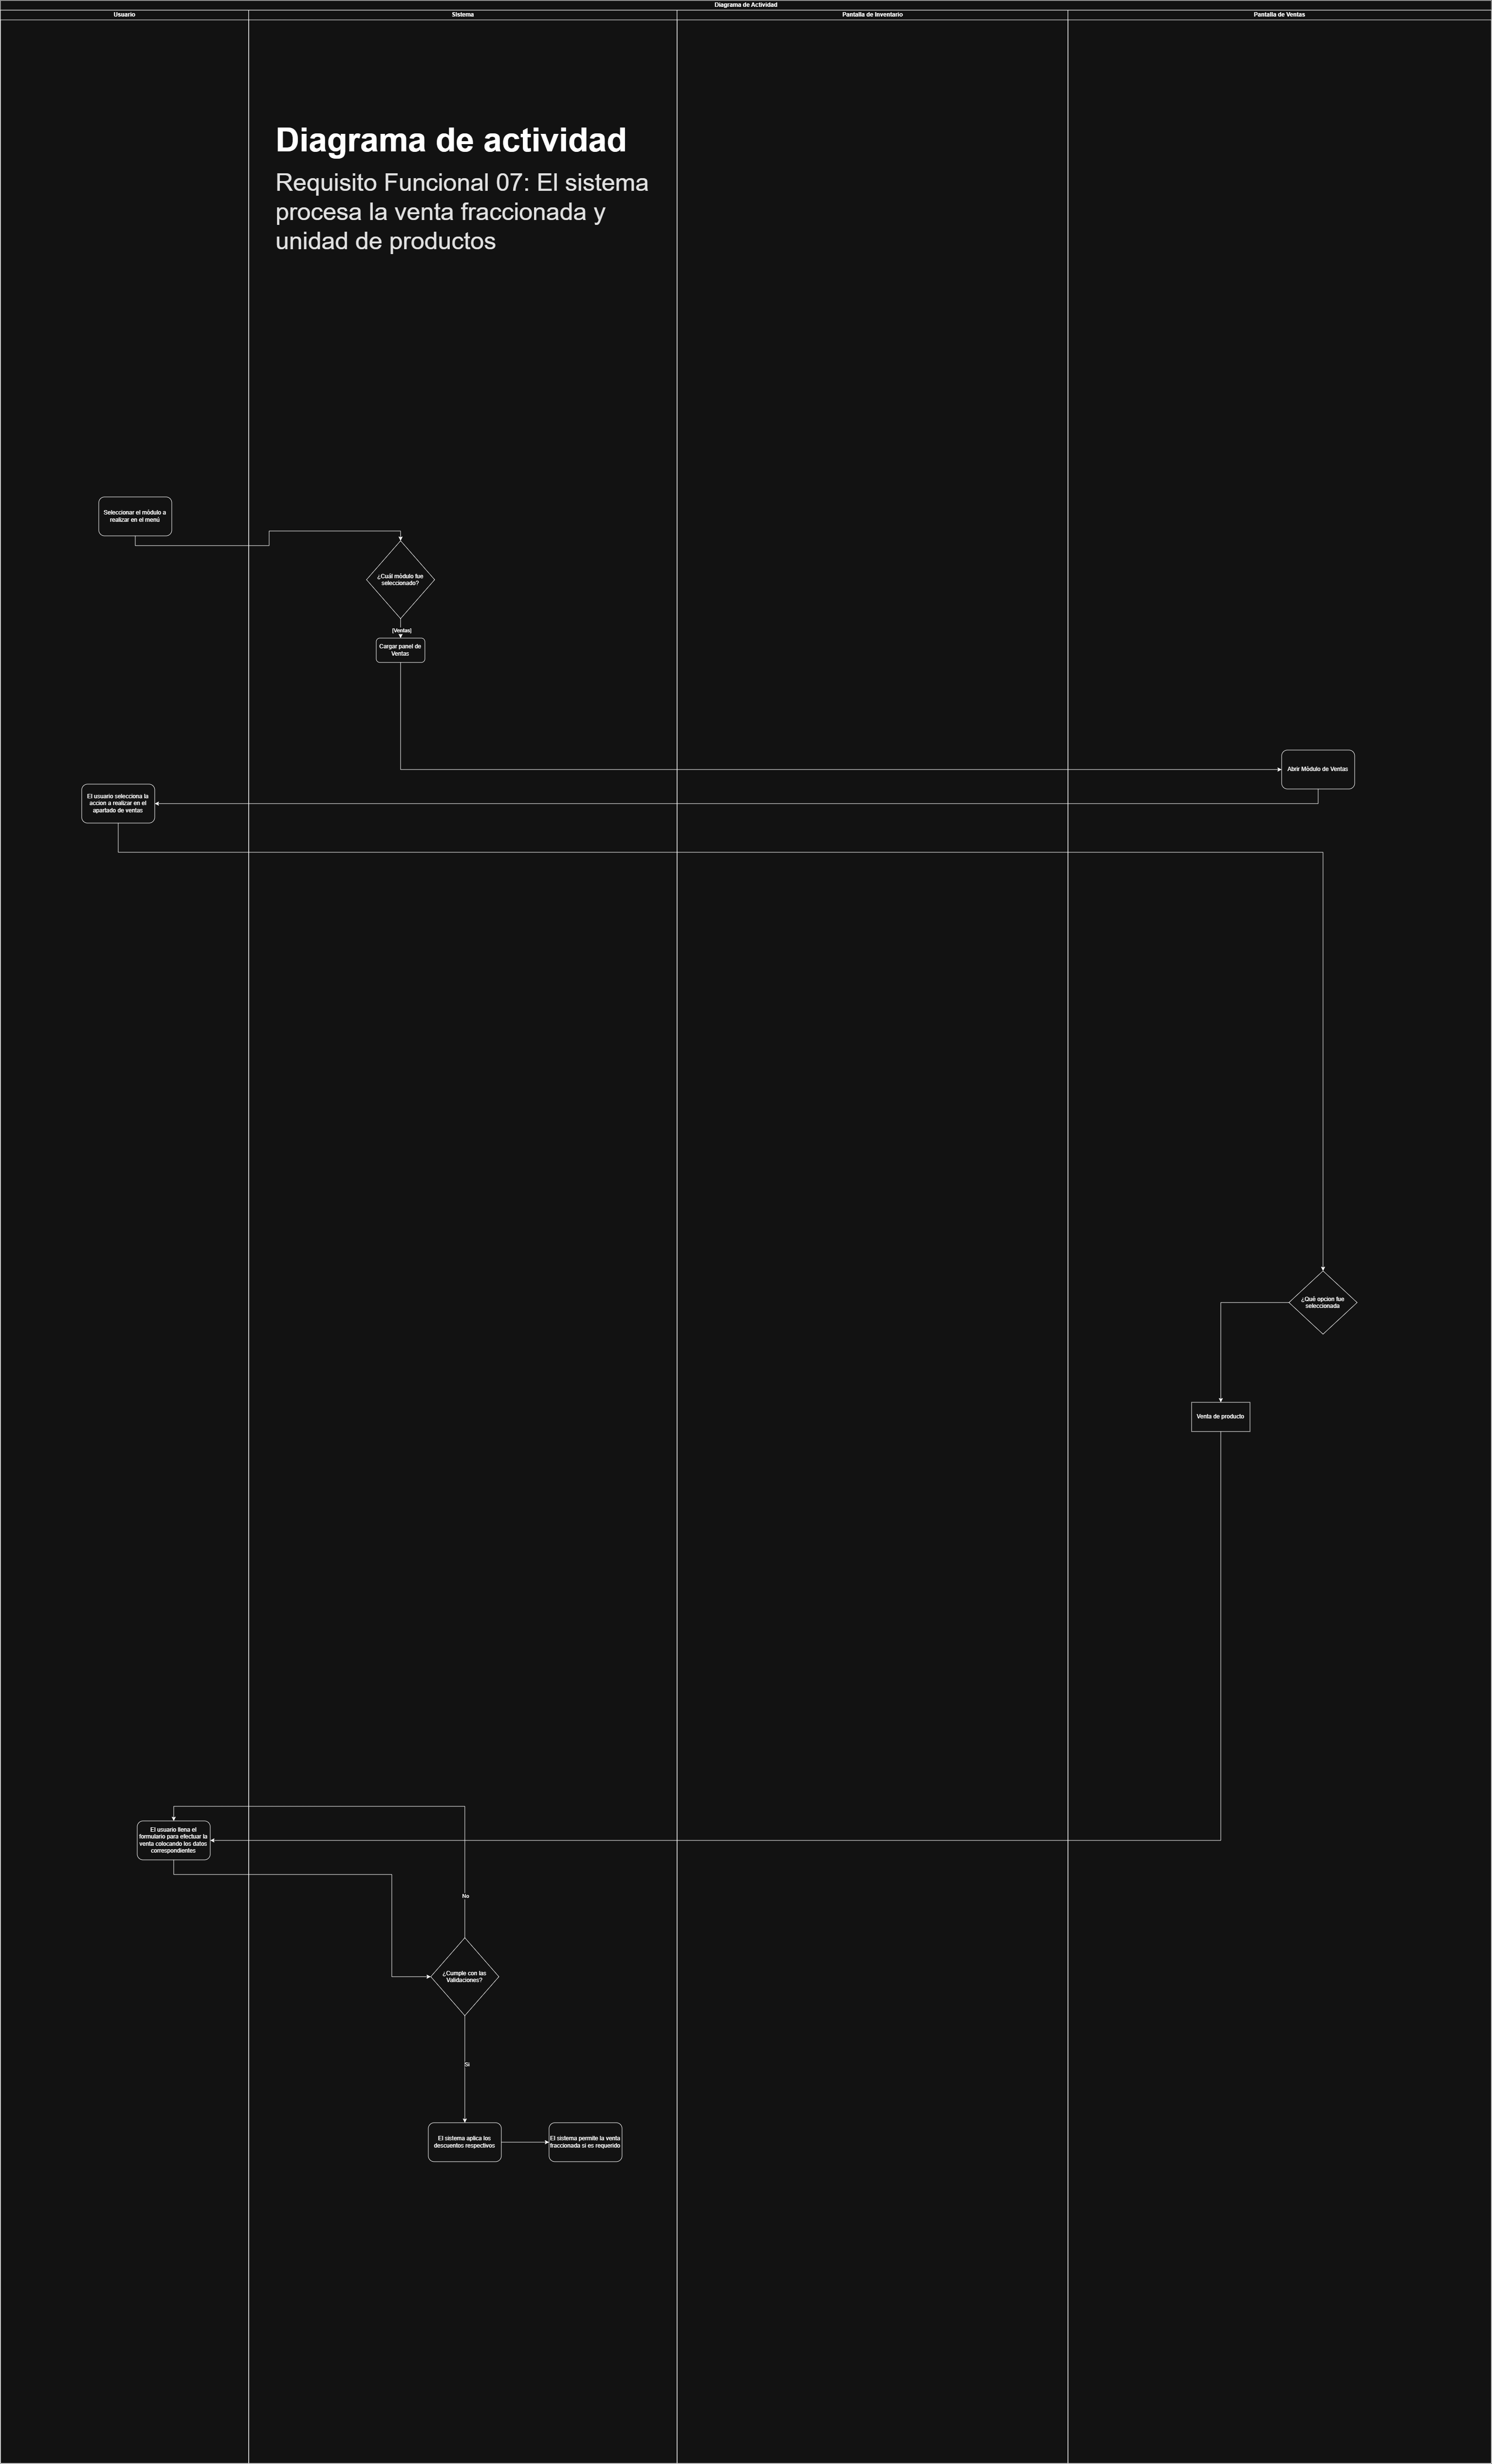 Diagrama de Actividad
Usuario
Sistema
Pantalla de Inventario
Pantalla de Ventas
Diagrama de actividad
Requisito Funcional 07: El sistema
procesa la venta fraccionada y
unidad de productos
Seleccionar el módulo a
realizar en el menú
¿Cuál módulo fue
seleccionado?
[Ventas]
Cargar panel de
Ventas
Abrir Módulo de Ventas
El usuario selecciona la
accion a realizar en el
apartado de ventas
¿Qué opcion fue
seleccionada
Venta de producto
El usuario llena el
formulario para efectuar la
venta colocando los datos
correspondientes
No
¿Cumple con las
Validaciones?
Si
El sistema aplica los
descuentos respectivos
El sistema permite la venta
fraccionada si es requerido